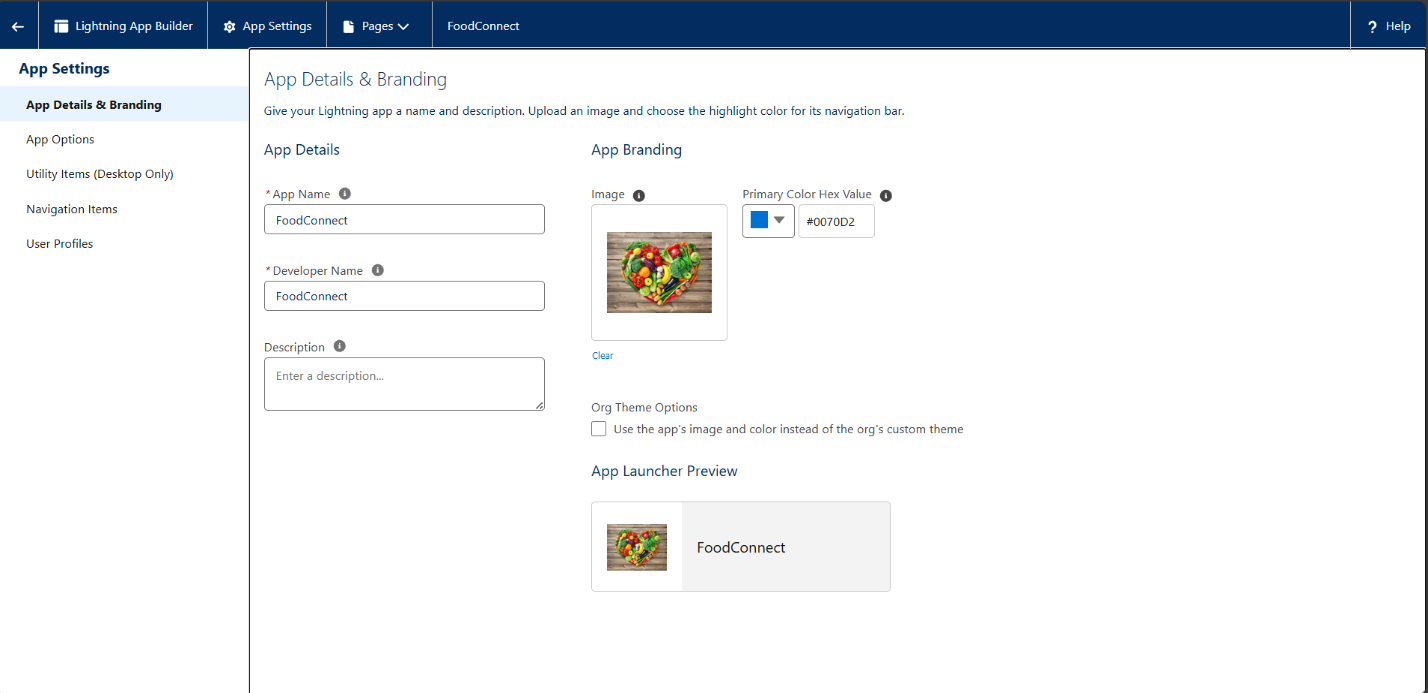 Lightning App Builder
App Settings
Pages
FoodConnect
? Help
App Settings
App Details & Branding
App Options
Utility Items (Desktop Only)
Navigation Items
User Profiles
App Details & Branding
Give your Lightning app a name and description. Upload an image and choose the highlight color for its navigation bar.
App Details
*App Name
FoodConnect
*Developer Name
FoodConnect
Description
Enter a description...
App Branding
Image
Clear
Primary Color Hex Value
#0070D2
Org Theme Options
Use the app's image and color instead of the org's custom theme
App Launcher Preview
FoodConnect